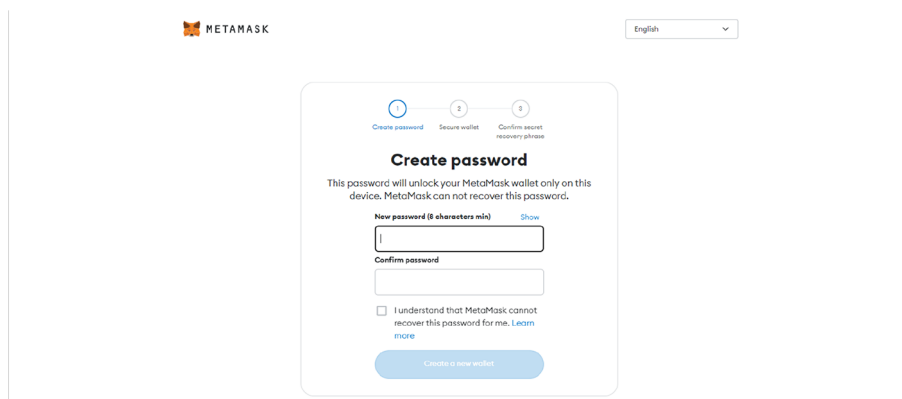 METAMASK
English
1
2
3
Create password
Secure wallet
Confirm secret
recovery phrase
Create password
This password will unlock your MetaMask wallet only on this
device. MetaMask can not recover this password.
New password (8 characters min) Show
Confirm password
I understand that MetaMask cannot
recover this password for me. Learn
more
Create a new wallet